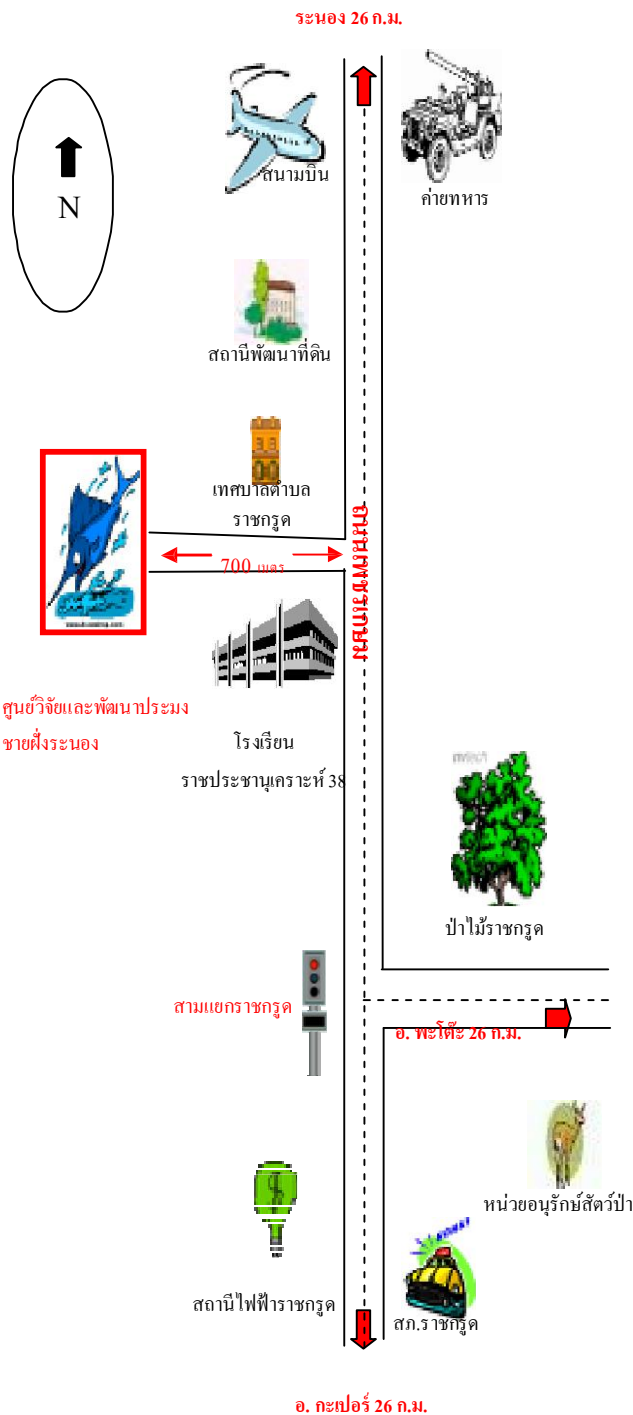 ระนอง 26 ก.ม.
สนามบิน
ค่ายทหาร
N
สถานีพัฒนาที่ดิน
เทศบาลตำบล
ราชกรูด
ถนนเพชรเกษม
700 เมตร
ศูนย์วิจัยและพัฒนาประมง
ชายฝั่งระนอง
โรงเรียน
ราชประชานุเคราะห์ 38
ป่าไม้ราชกรูด
สามแยกราชกรูด
อ. พะโต๊ะ 26 ก.ม.
หน่วยอนุรักษ์สัตว์ป่า
สถานีไฟฟ้าราชกรูด
สภ.ราชกรูด
อ. กะเปอร์ 26 ก.ม.